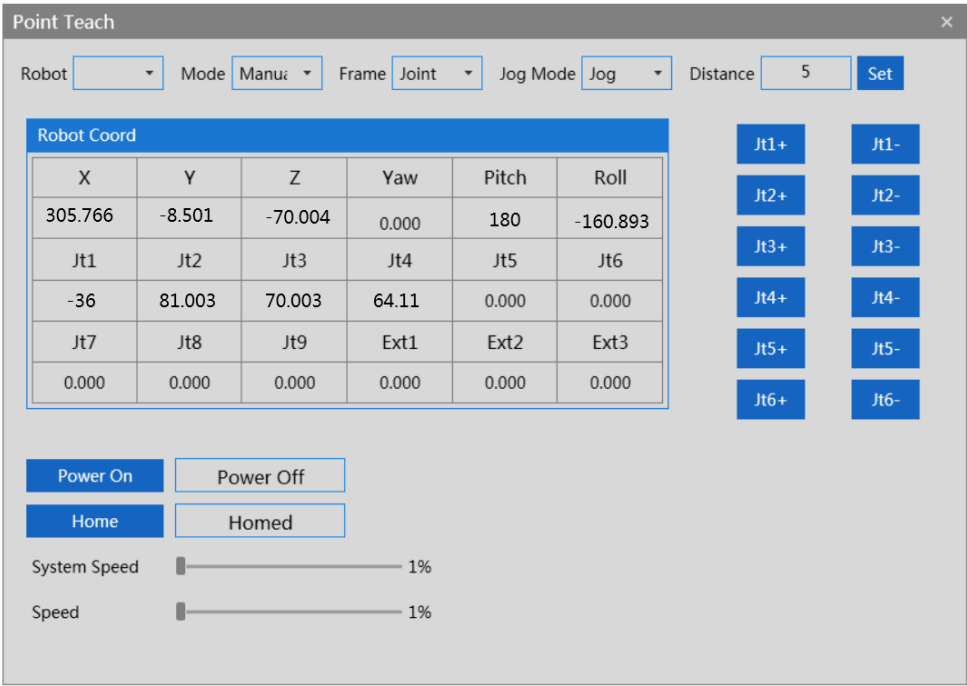 Point Teach ×
Robot Mode Manua Frame Joint Jog Mode Jog Distance 5 Set
Robot Coord
X Y Z Yaw Pitch Roll
305.766 -8.501 -70.004 0.000 180 -160.893
Jt1 Jt2 Jt3 Jt4 Jt5 Jt6
-36 81.003 70.003 64.11 0.000 0.000
Jt7 Jt8 Jt9 Ext1 Ext2 Ext3
0.000 0.000 0.000 0.000 0.000 0.000
Jt1+ Jt1-
Jt2+ Jt2-
Jt3+ Jt3-
Jt4+ Jt4-
Jt5+ Jt5-
Jt6+ Jt6-
Power On Power Off
Home Homed
System Speed 1%
Speed 1%